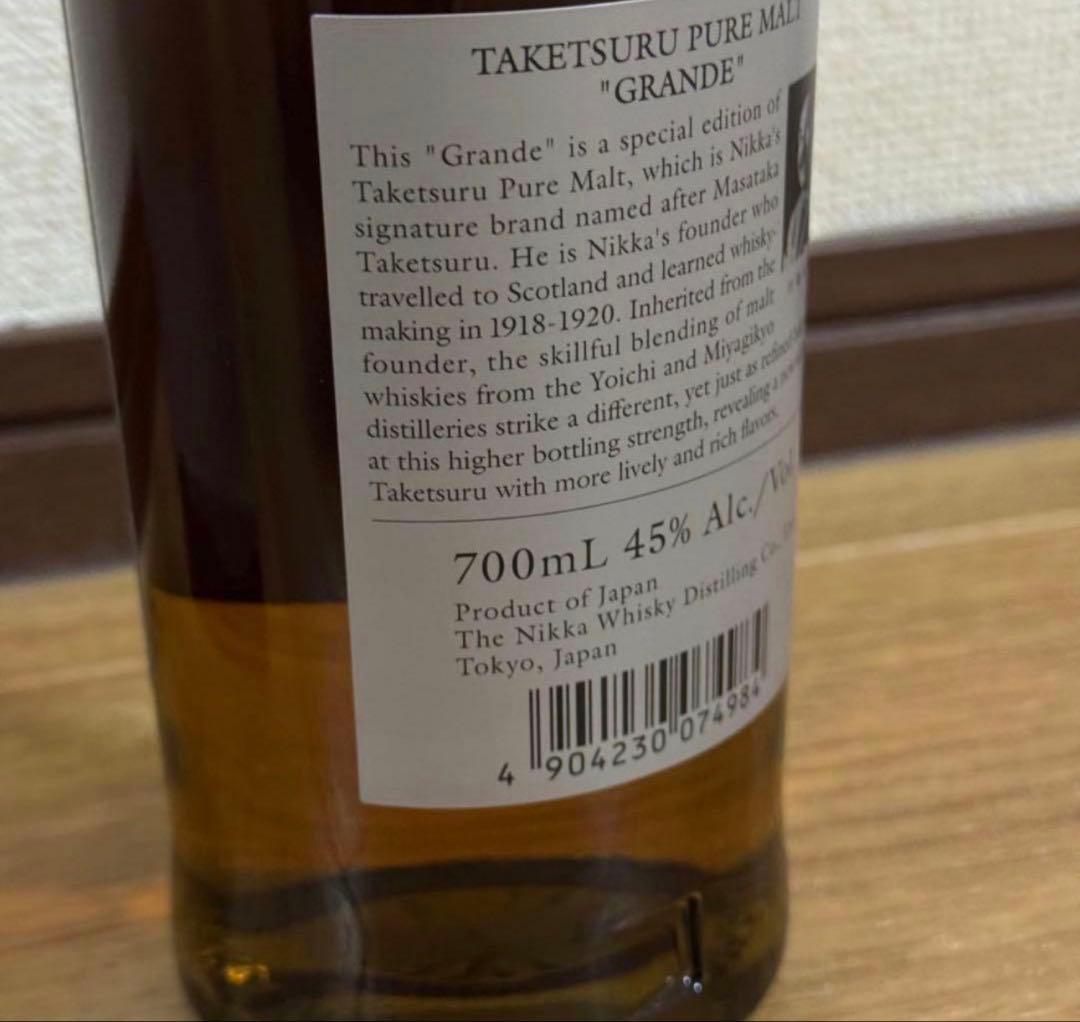 TAKETSURU PURE MALT
"GRANDE"
This "Grande" is a special edition of
Taketsuru Pure Malt, which is Nikka's
signature brand named after Masataka
Taketsuru. He is Nikka's founder who
travelled to Scotland and learned whisky-
making in 1918-1920. Inherited from the
founder, the skillful blending of malt
whiskies from the Yoichi and Miyagikyo
distilleries strike a different, yet just as refined
at this higher bottling strength, revealing a
Taketsuru with more lively and rich flavors.
700mL 45% Alc./Vol.
Product of Japan
The Nikka Whisky Distilling Co.,
Tokyo, Japan
4 904230 074984